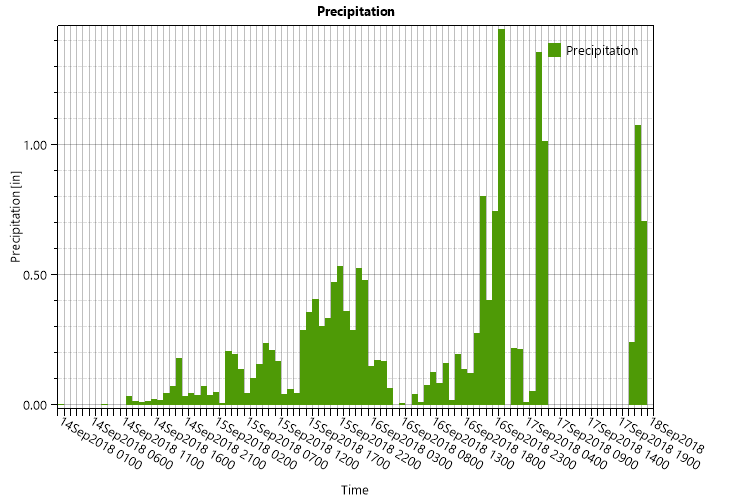 Precipitation
Precipitation
Precipitation [in]
1.00
0.50
0.00
14Sep2018 0100
14Sep2018 0600
14Sep2018 1100
14Sep2018 1600
14Sep2018 2100
15Sep2018 0200
15Sep2018 0700
15Sep2018 1200
15Sep2018 1700
15Sep2018 2200
16Sep2018 0300
16Sep2018 0800
16Sep2018 1300
16Sep2018 1800
16Sep2018 2300
17Sep2018 0400
17Sep2018 0900
17Sep2018 1400
17Sep2018 1900
18Sep2018
Time